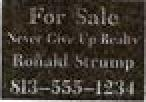 For Sale
Never Give Up Realty
Ronald Strump
813-555-1234